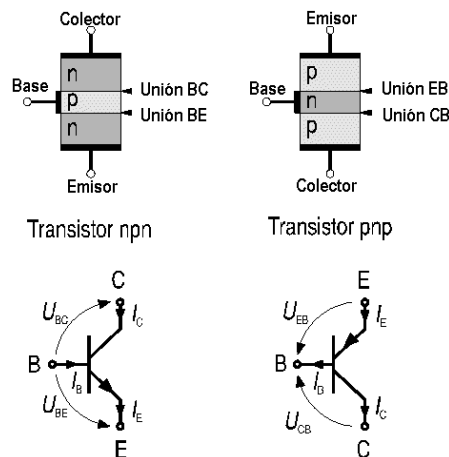 Colector
n
Base
p
Unión BC
Unión BE
n
Emisor
Emisor
p
Base
n
Unión EB
Unión CB
p
Colector
Transistor npn
Transistor pnp
C
U_BC
I_C
B
I_B
U_BE
I_E
E
E
U_EB
I_E
B
I_B
U_CB
I_C
C